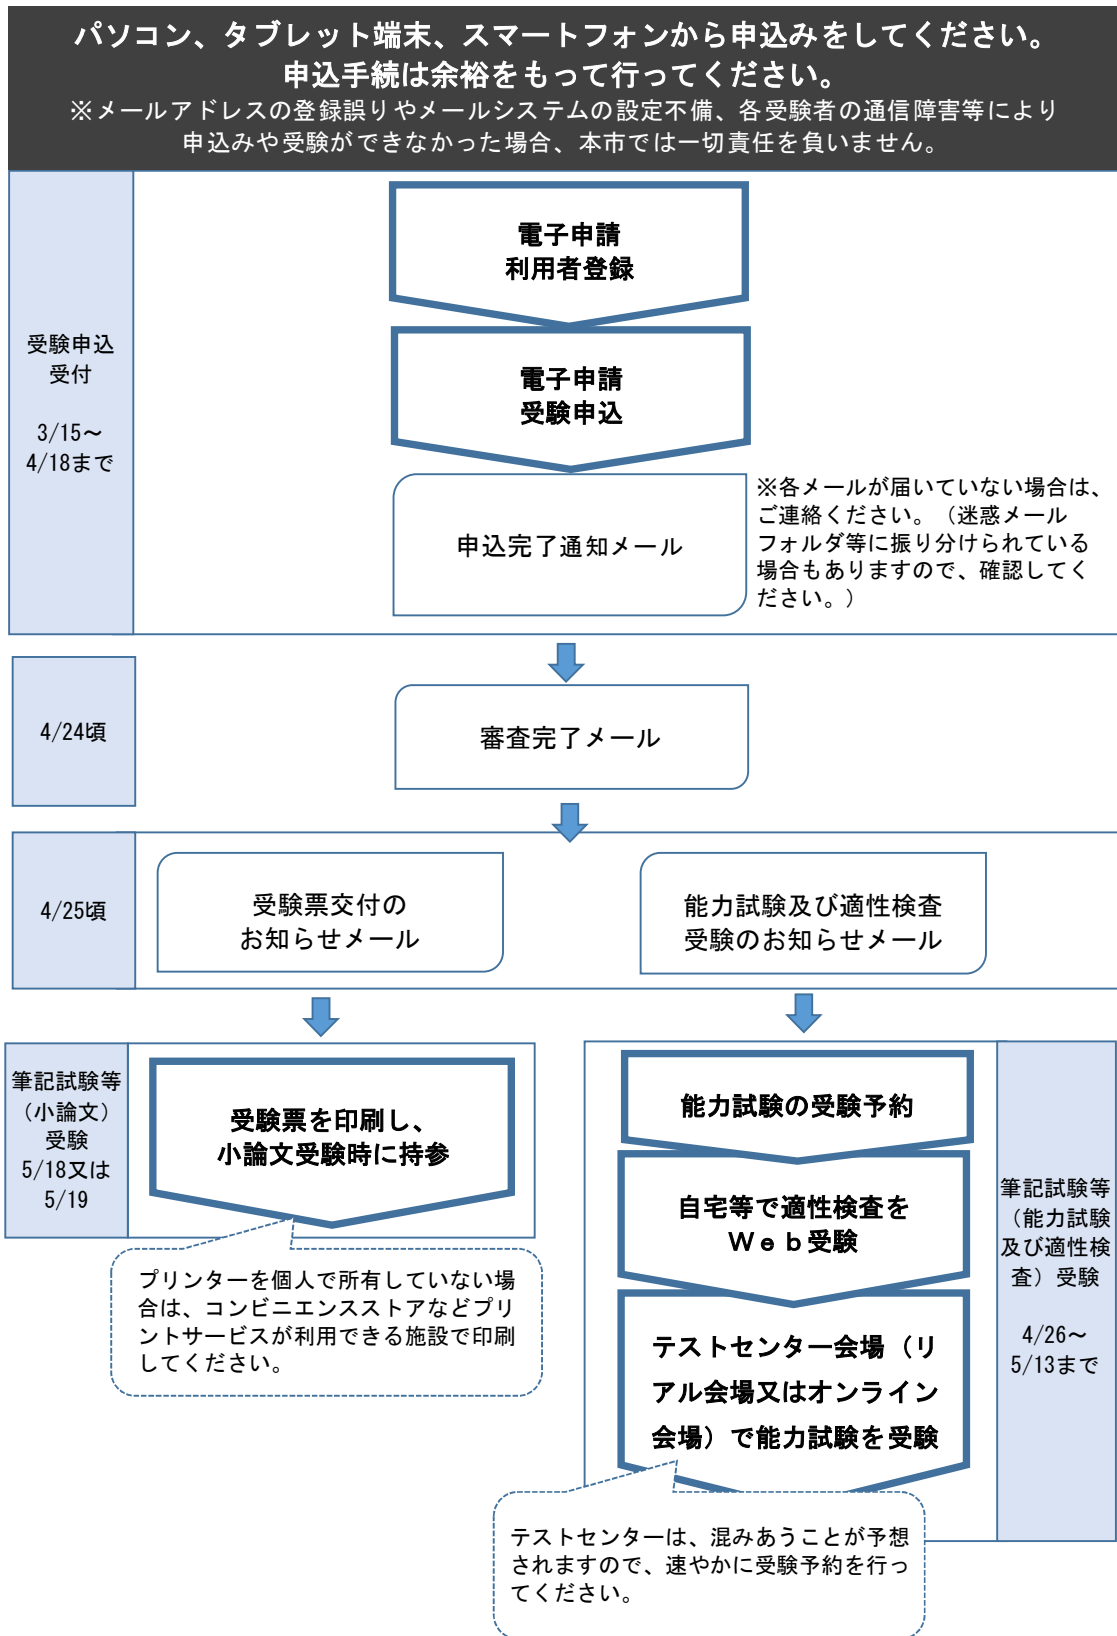 パソコン、タブレット端末、スマートフォンから申込みをしてください。
申込手続は余裕をもって行ってください。
※メールアドレスの登録誤りやメールシステムの設定不備、各受験者の通信障害等により
申込みや受験ができなかった場合、本市では一切責任を負いません。
受験申込
受付
3/15～
4/18まで
電子申請
利用者登録
電子申請
受験申込
申込完了通知メール
※各メールが届いていない場合は、
ご連絡ください。（迷惑メール
フォルダ等に振り分けられている
場合もありますので、確認してく
ださい。）
4/24頃
審査完了メール
4/25頃
受験票交付の
お知らせメール
能力試験及び適性検査
受験のお知らせメール
筆記試験等
（小論文）
受験
5/18又は
5/19
受験票を印刷し、
小論文受験時に持参
プリンターを個人で所有していない場
合は、コンビニエンスストアなどプリ
ントサービスが利用できる施設で印刷
してください。
能力試験の受験予約
自宅等で適性検査を
Ｗｅｂ受験
テストセンター会場（リ
アル会場又はオンライン
会場）で能力試験を受験
テストセンターは、混みあうことが予想
されますので、速やかに受験予約を行っ
てください。
筆記試験等
（能力試験
及び適性検
査）受験
4/26～
5/13まで